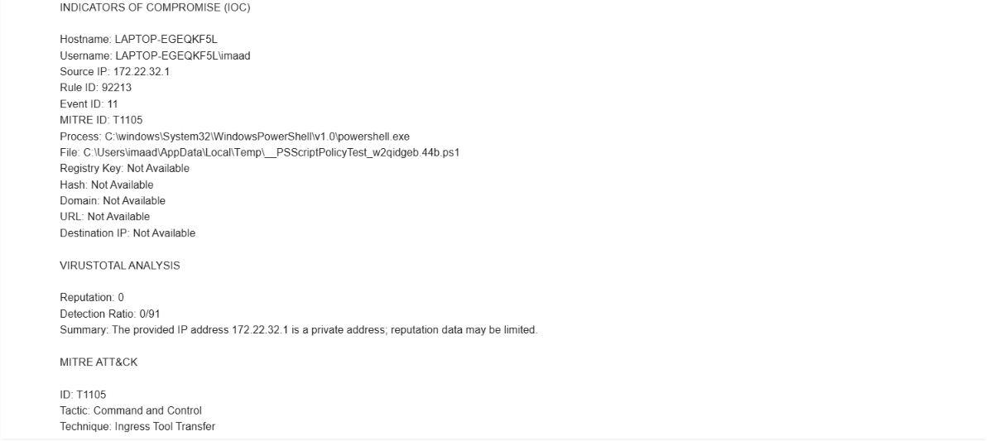 INDICATORS OF COMPROMISE (IOC)
Hostname: LAPTOP-EGEQKF5L
Username: LAPTOP-EGEQKF5L\imaad
Source IP: 172.22.32.1
Rule ID: 92213
Event ID: 11
MITRE ID: T1105
Process: C:\windows\System32\WindowsPowerShell\v1.0\powershell.exe
File: C:\Users\imaad\AppData\Local\Temp\__PSScriptPolicyTest_w2qidgeb.44b.ps1
Registry Key: Not Available
Hash: Not Available
Domain: Not Available
URL: Not Available
Destination IP: Not Available
VIRUSTOTAL ANALYSIS
Reputation: 0
Detection Ratio: 0/91
Summary: The provided IP address 172.22.32.1 is a private address; reputation data may be limited.
MITRE ATT&CK
ID: T1105
Tactic: Command and Control
Technique: Ingress Tool Transfer